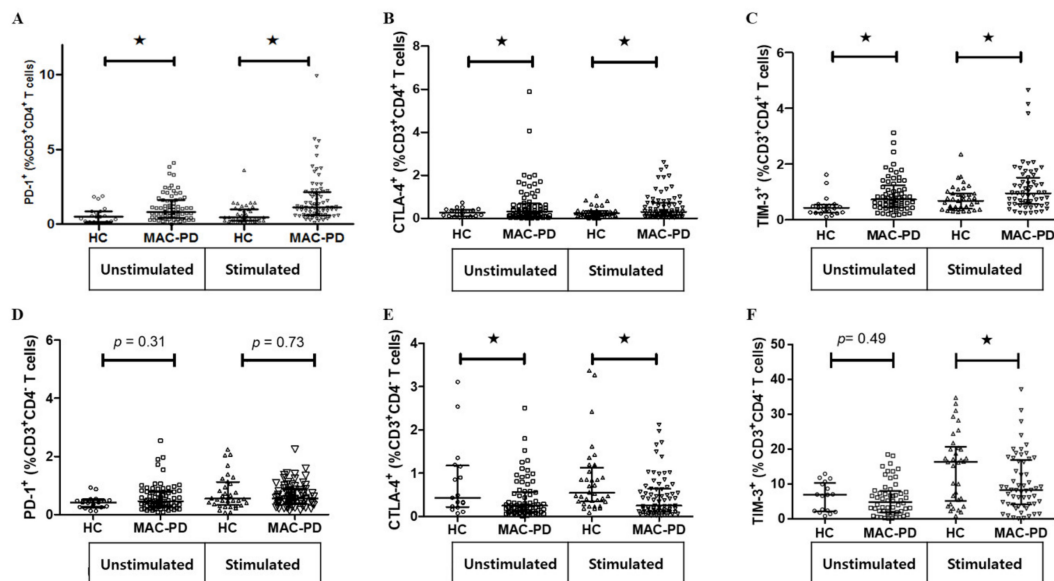 A
PD-1+ (%CD3+CD4+ T cells)
10
5
0
★ ★
HC MAC-PD HC MAC-PD
Unstimulated Stimulated
B
CTLA-4+ (%CD3+CD4+ T cells)
8
6
4
2
0
★ ★
HC MAC-PD HC MAC-PD
Unstimulated Stimulated
C
TIM-3+ (%CD3+CD4+ T cells)
6
4
2
0
★ ★
HC MAC-PD HC MAC-PD
Unstimulated Stimulated
D
PD-1+ (%CD3+CD4- T cells)
6
4
2
0
p = 0.31 p = 0.73
HC MAC-PD HC MAC-PD
Unstimulated Stimulated
E
CTLA-4+ (%CD3+CD4- T cells)
4
3
2
1
0
★ ★
HC MAC-PD HC MAC-PD
Unstimulated Stimulated
F
TIM-3+ (% CD3+CD4- T cells)
50
40
30
20
10
0
p= 0.49 ★
HC MAC-PD HC MAC-PD
Unstimulated Stimulated